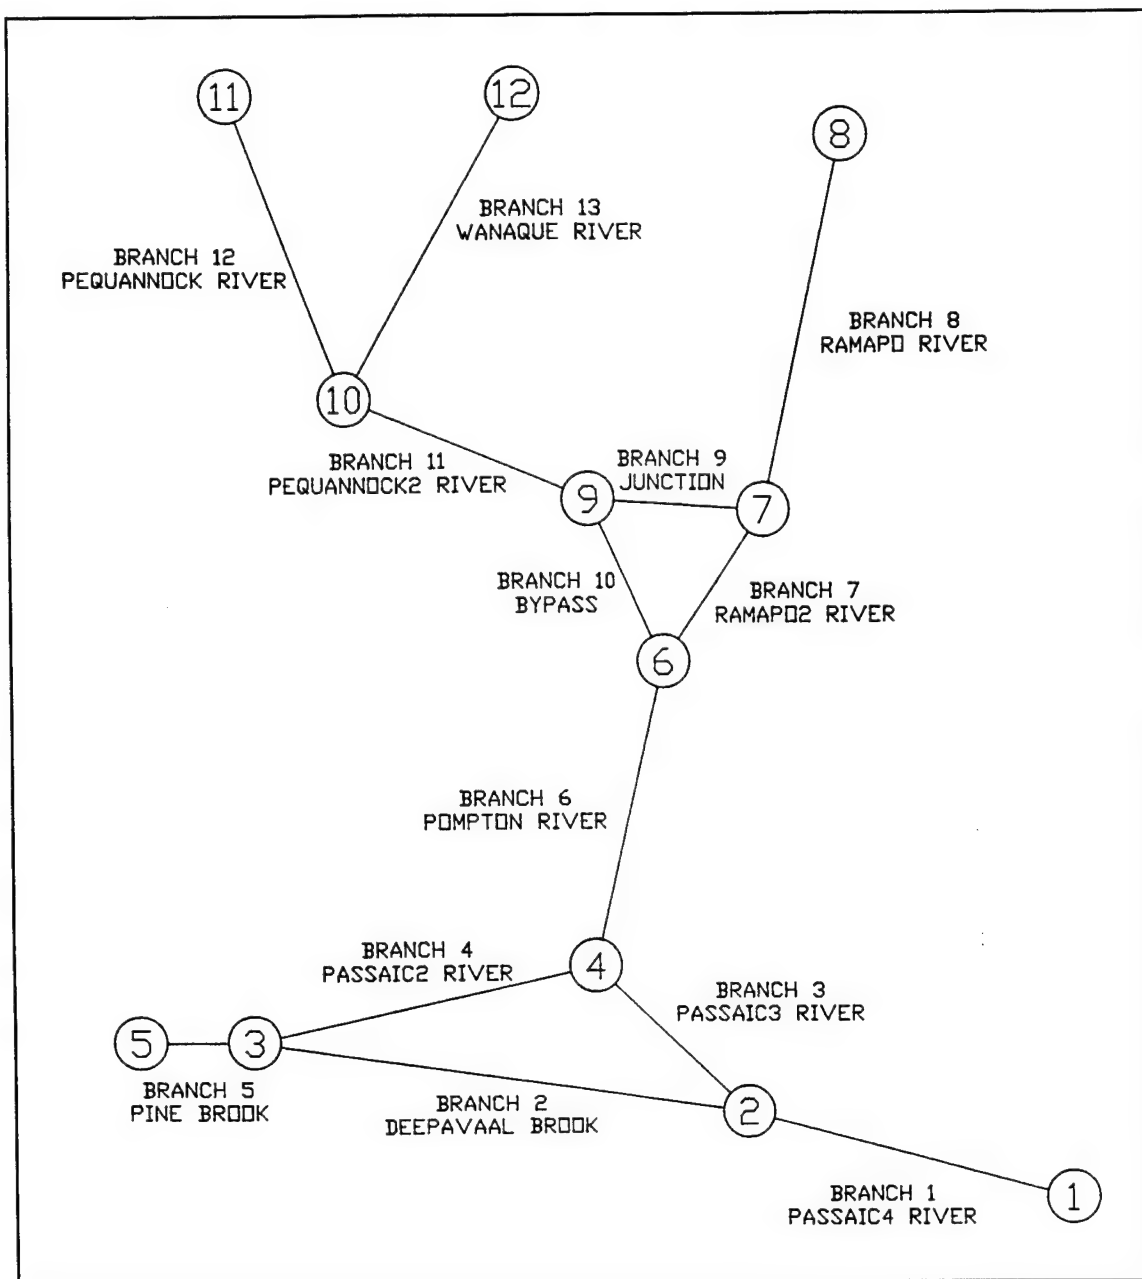 11
12
8
BRANCH 13
WANAQUE RIVER
BRANCH 12
PEQUANNOCK RIVER
BRANCH 8
RAMAPO RIVER
10
BRANCH 11
PEQUANNOCK2 RIVER
BRANCH 9
JUNCTION
9
7
BRANCH 10
BYPASS
BRANCH 7
RAMAPO2 RIVER
6
BRANCH 6
POMPTON RIVER
BRANCH 4
PASSAIC2 RIVER
4
BRANCH 3
PASSAIC3 RIVER
5
3
BRANCH 5
PINE BROOK
BRANCH 2
DEEPAVAAL BROOK
2
BRANCH 1
PASSAIC4 RIVER
1